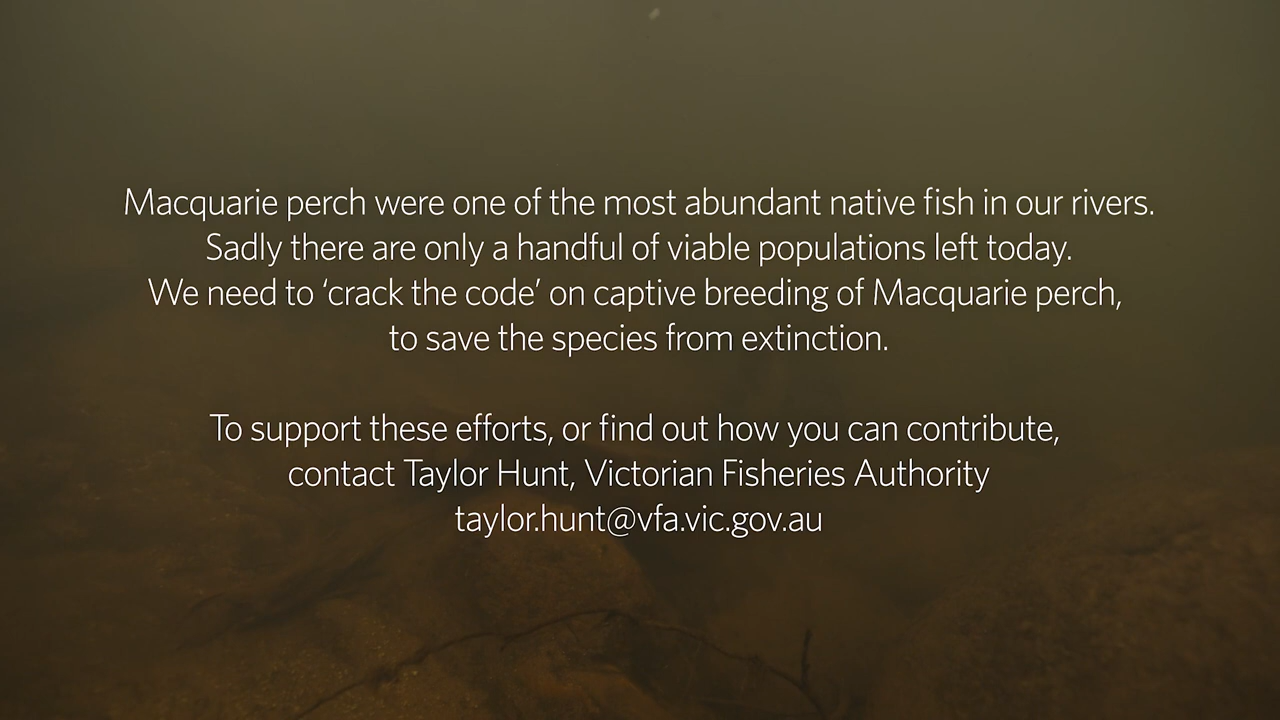 Macquarie perch were one of the most abundant native fish in our rivers.
Sadly there are only a handful of viable populations left today.
We need to ‘crack the code’ on captive breeding of Macquarie perch,
to save the species from extinction.
To support these efforts, or find out how you can contribute,
contact Taylor Hunt, Victorian Fisheries Authority
taylor.hunt@vfa.vic.gov.au